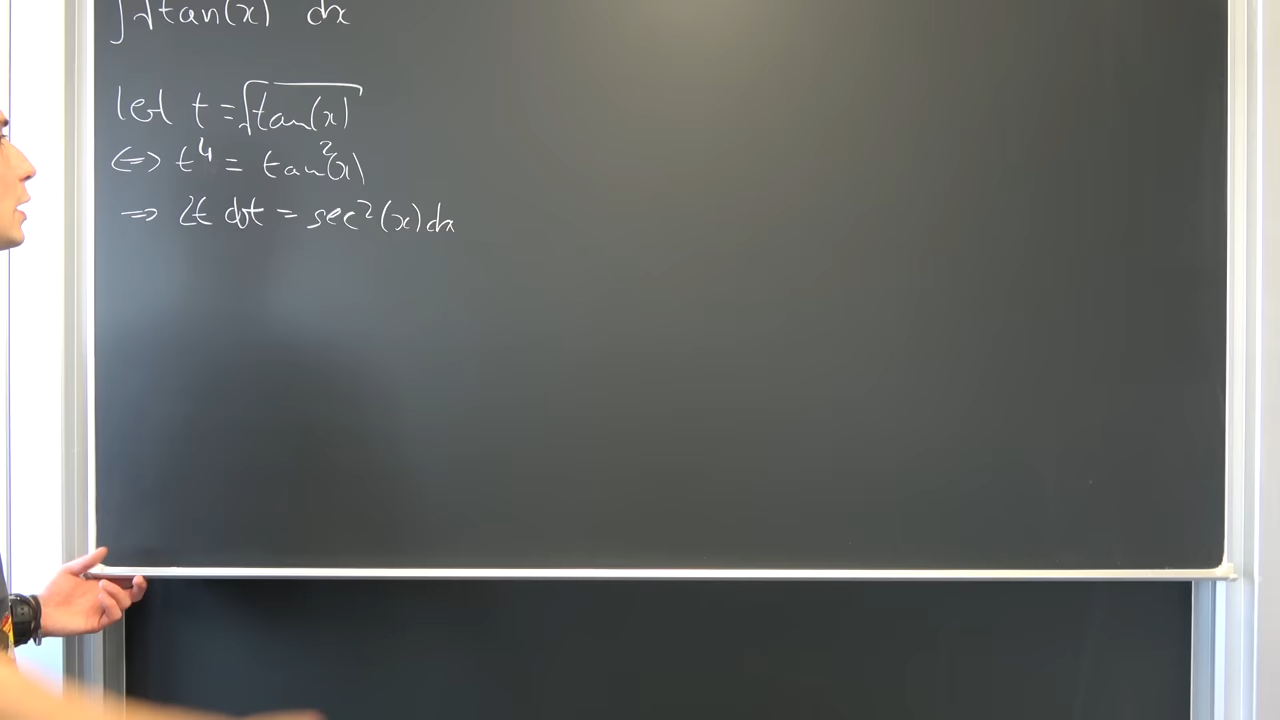 ∫√tan(x) dx
let t = √tan(x)
⇔ t⁴ = tan²(x)
⇒ 2t dt = sec²(x) dx